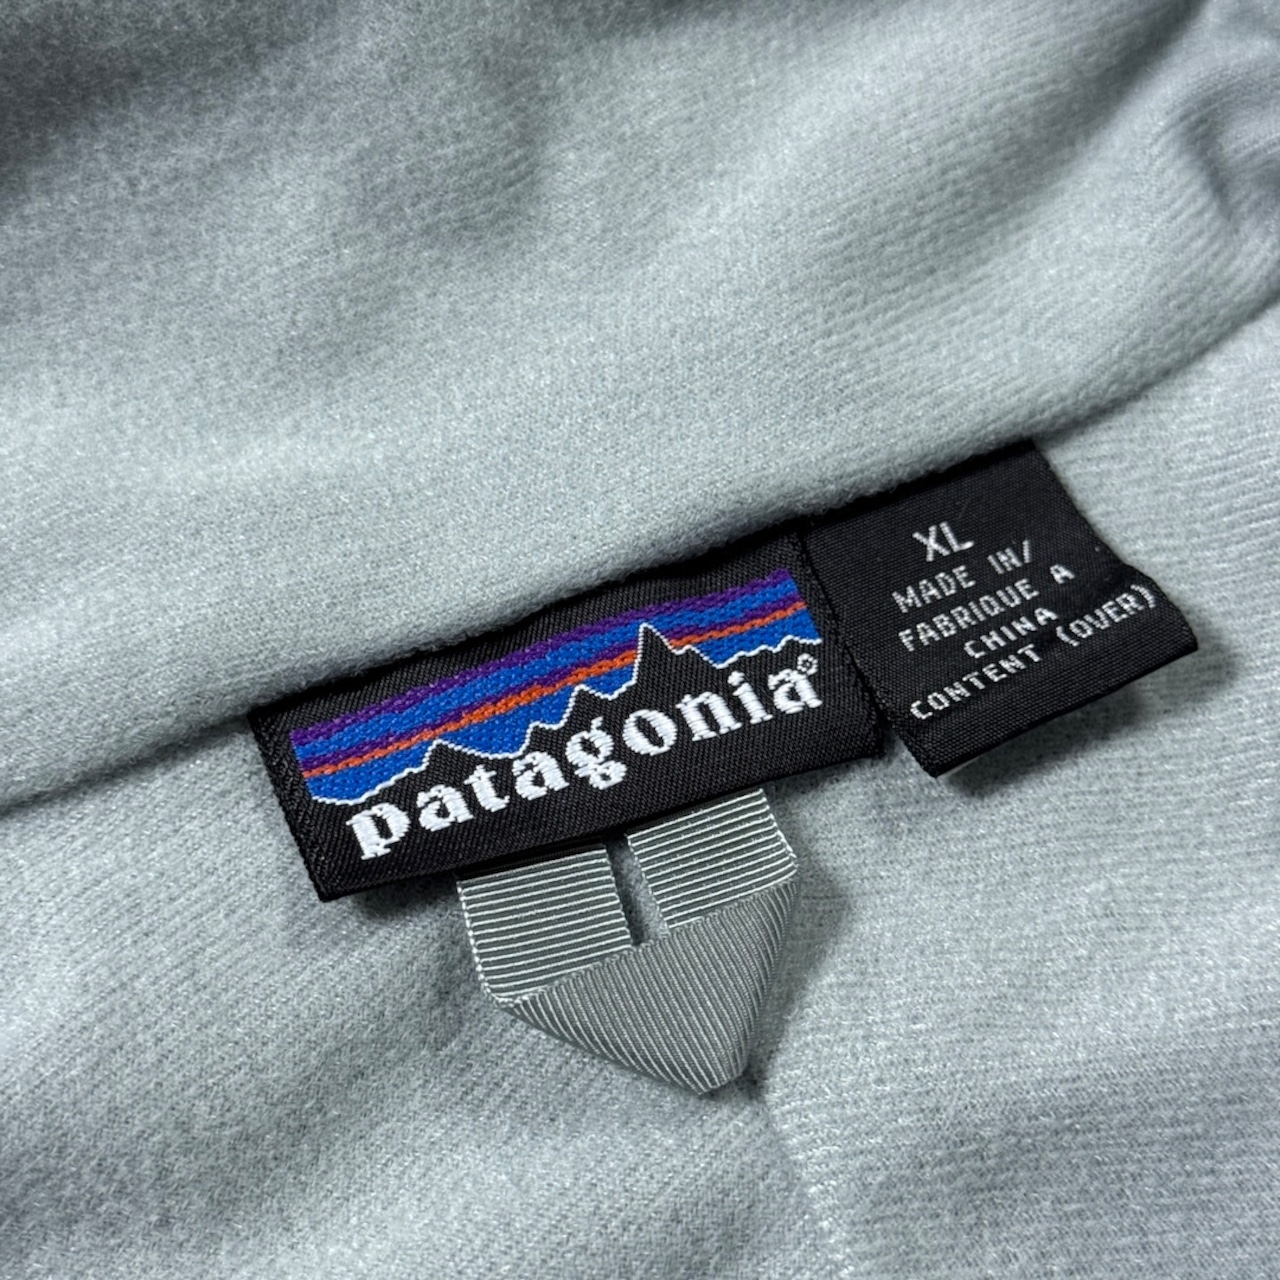 patagonia®
XL
MADE IN/
FABRIQUE A
CHINA
CONTENT (OVER)